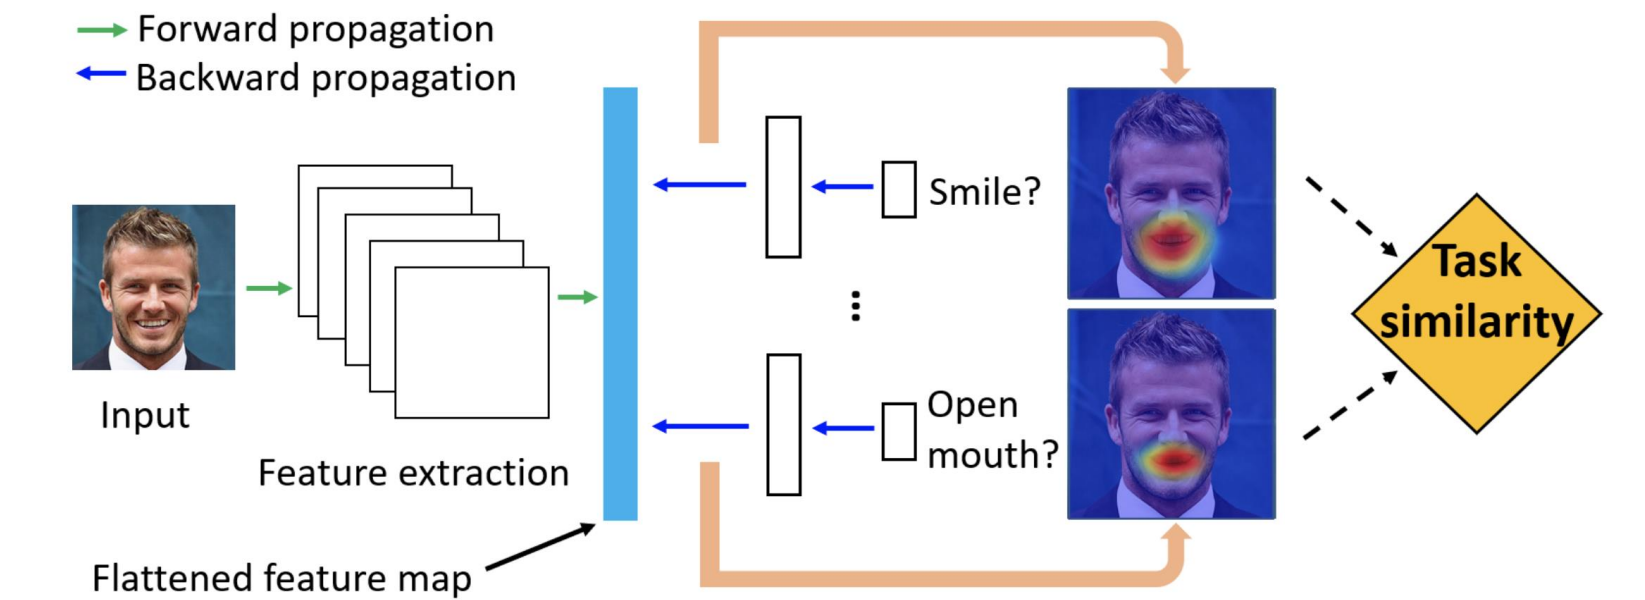 Forward propagation
Backward propagation
Input
Feature extraction
Flattened feature map
Smile?
⋮
Open
mouth?
Task
similarity